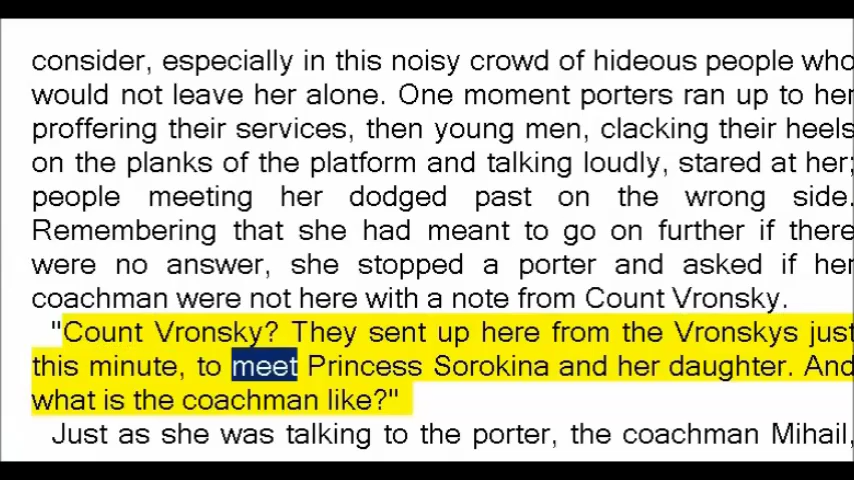 consider, especially in this noisy crowd of hideous people who
would not leave her alone. One moment porters ran up to her
proffering their services, then young men, clacking their heels
on the planks of the platform and talking loudly, stared at her;
people meeting her dodged past on the wrong side.
Remembering that she had meant to go on further if there
were no answer, she stopped a porter and asked if her
coachman were not here with a note from Count Vronsky.
"Count Vronsky? They sent up here from the Vronskys just
this minute, to meet Princess Sorokina and her daughter. And
what is the coachman like?"
Just as she was talking to the porter, the coachman Mihail,